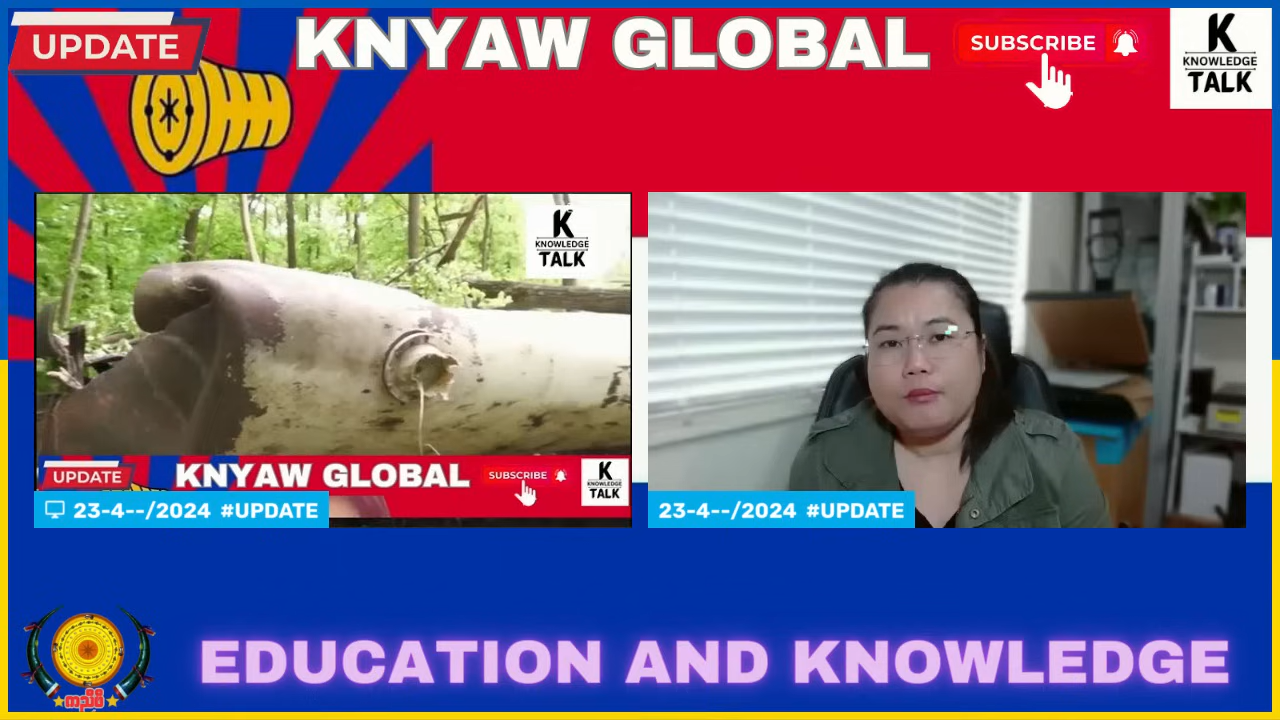 UPDATE
KNYAW GLOBAL
SUBSCRIBE
K
KNOWLEDGE
TALK
K
KNOWLEDGE
TALK
UPDATE
KNYAW GLOBAL
SUBSCRIBE
K
KNOWLEDGE
TALK
23-4--/2024 #UPDATE
23-4--/2024 #UPDATE
EDUCATION AND KNOWLEDGE